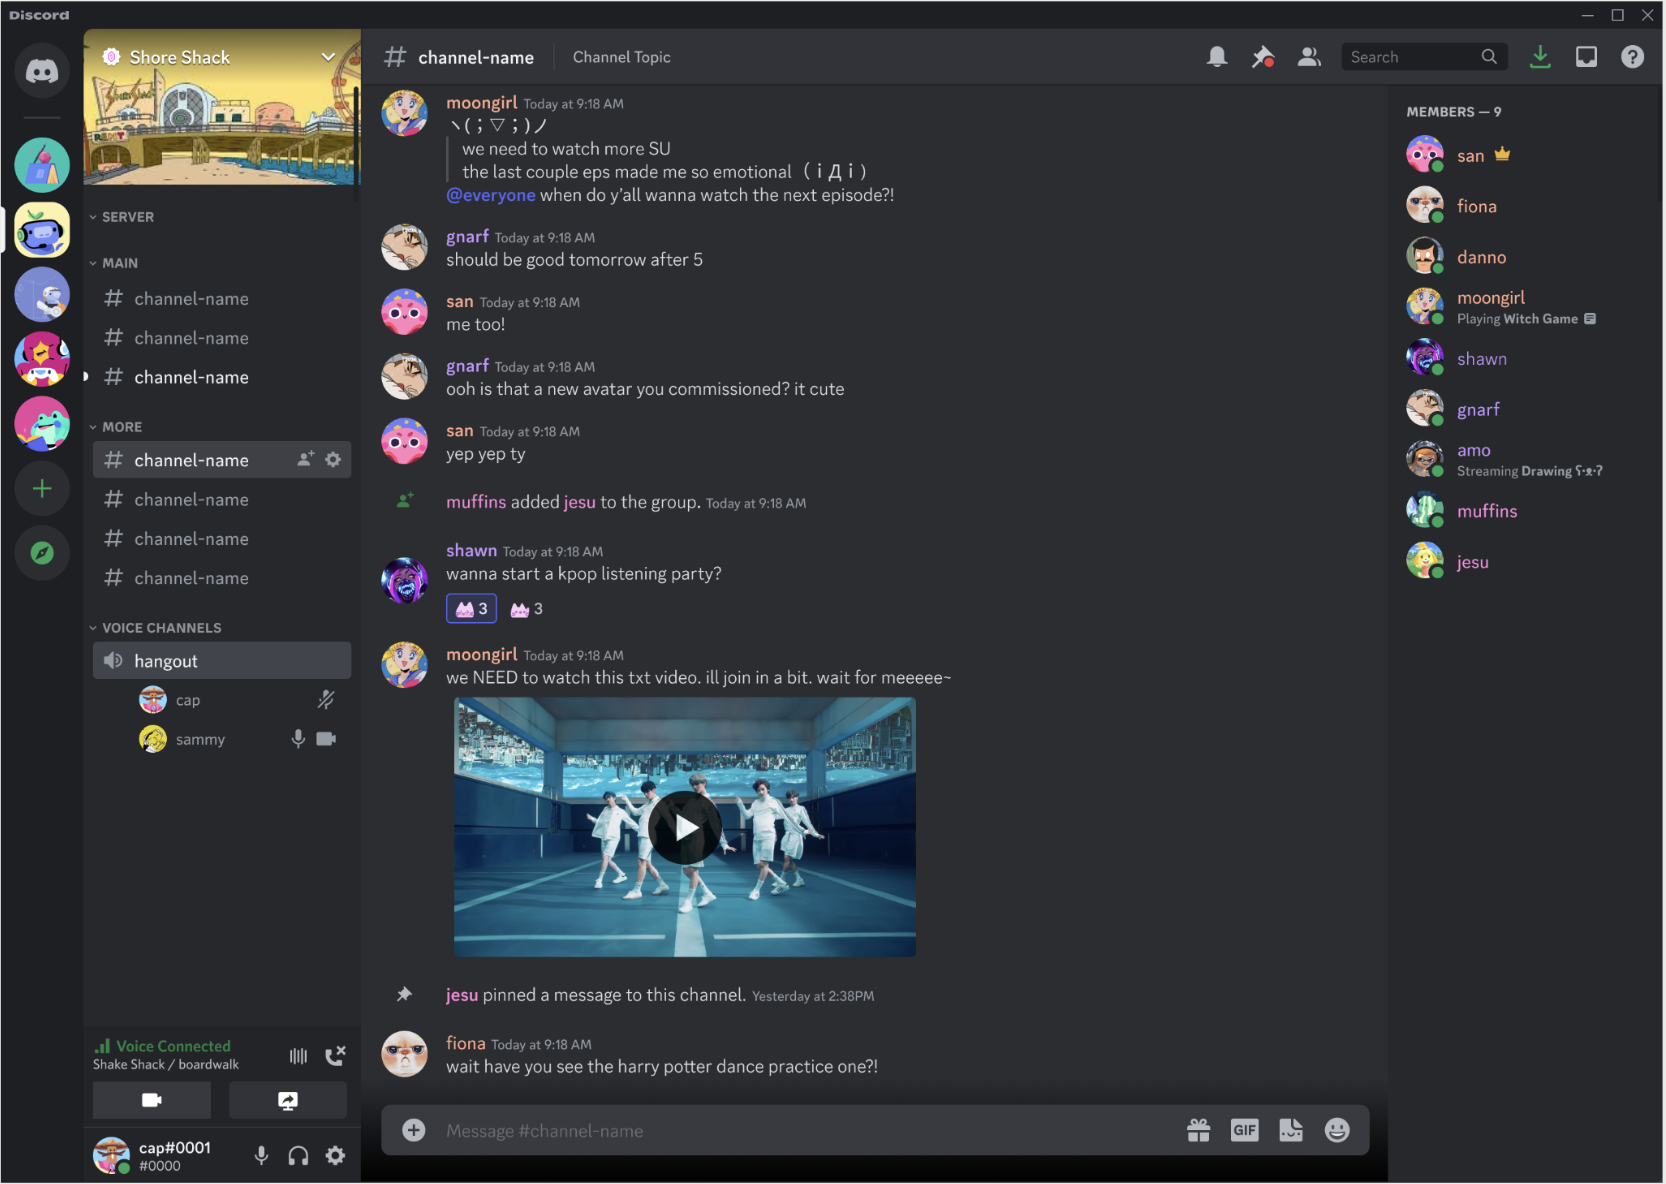 Discord
Shore Shack
SERVER
MAIN
# channel-name
# channel-name
# channel-name
MORE
# channel-name
# channel-name
# channel-name
# channel-name
VOICE CHANNELS
hangout
cap
sammy
Voice Connected
Shake Shack / boardwalk
cap#0001
#0000
# channel-name
Channel Topic
Search
moongirl Today at 9:18 AM
ヽ(；▽；)ノ
we need to watch more SU
the last couple eps made me so emotional （ｉДｉ）
@everyone when do y’all wanna watch the next episode?!
gnarf Today at 9:18 AM
should be good tomorrow after 5
san Today at 9:18 AM
me too!
gnarf Today at 9:18 AM
ooh is that a new avatar you commissioned? it cute
san Today at 9:18 AM
yep yep ty
muffins added jesu to the group. Today at 9:18 AM
shawn Today at 9:18 AM
wanna start a kpop listening party?
3 3
moongirl Today at 9:18 AM
we NEED to watch this txt video. ill join in a bit. wait for meeeee~
jesu pinned a message to this channel. Yesterday at 2:38PM
fiona Today at 9:18 AM
wait have you see the harry potter dance practice one?!
Message #channel-name
GIF
MEMBERS — 9
san
fiona
danno
moongirl
Playing Witch Game
shawn
gnarf
amo
Streaming Drawing ʕ·ᴥ·ʔ
muffins
jesu